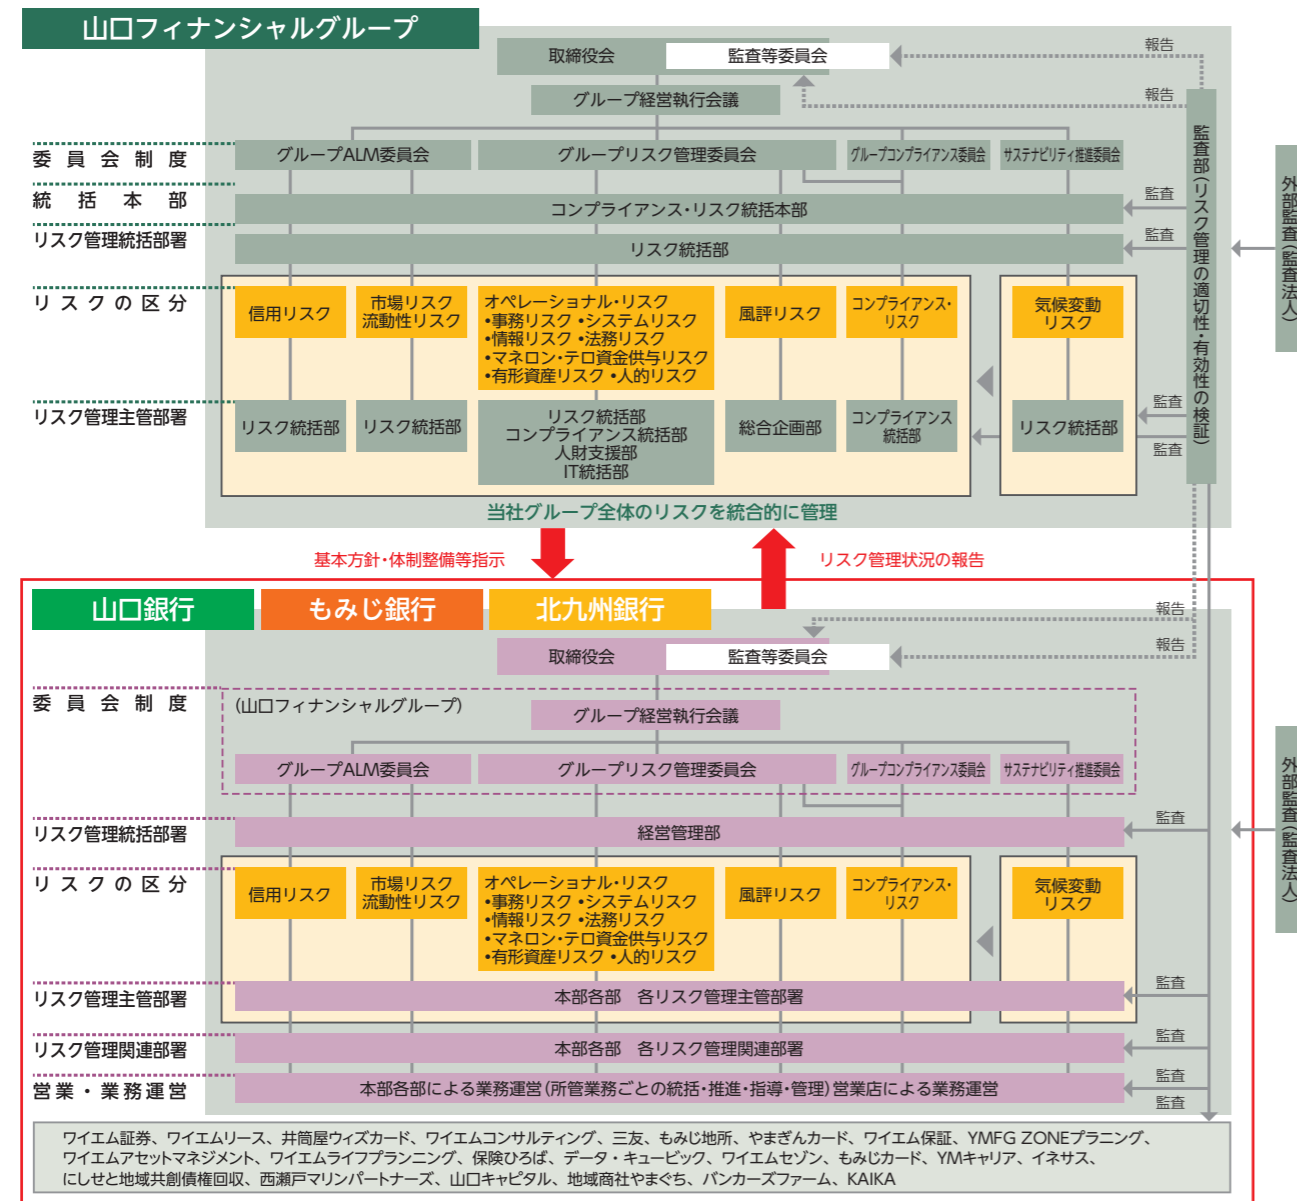 山口フィナンシャルグループ
取締役会
監査等委員会
報告
グループ経営執行会議
報告
委員会制度
グループALM委員会
グループリスク管理委員会
グループコンプライアンス委員会
サステナビリティ推進委員会
統括本部
コンプライアンス・リスク統括本部
監査
リスク管理統括部署
リスク統括部
監査
監査部(リスク管理の適切性・有効性の検証)
外部監査(監査法人)
リスクの区分
信用リスク
市場リスク
流動性リスク
オペレーショナル・リスク
•事務リスク •システムリスク
•情報リスク •法務リスク
•マネロン・テロ資金供与リスク
•有形資産リスク •人的リスク
風評リスク
コンプライアンス・
リスク
気候変動
リスク
リスク管理主管部署
リスク統括部
リスク統括部
リスク統括部
コンプライアンス統括部
人財支援部
IT統括部
総合企画部
コンプライアンス
統括部
リスク統括部
監査
監査
当社グループ全体のリスクを統合的に管理
基本方針・体制整備等指示
リスク管理状況の報告
山口銀行
もみじ銀行
北九州銀行
報告
取締役会
監査等委員会
報告
委員会制度
(山口フィナンシャルグループ)
グループ経営執行会議
グループALM委員会
グループリスク管理委員会
グループコンプライアンス委員会
サステナビリティ推進委員会
リスク管理統括部署
経営管理部
監査
外部監査(監査法人)
リスクの区分
信用リスク
市場リスク
流動性リスク
オペレーショナル・リスク
•事務リスク •システムリスク
•情報リスク •法務リスク
•マネロン・テロ資金供与リスク
•有形資産リスク •人的リスク
風評リスク
コンプライアンス・
リスク
気候変動
リスク
リスク管理主管部署
本部各部 各リスク管理主管部署
監査
リスク管理関連部署
本部各部 各リスク管理関連部署
監査
営業・業務運営
本部各部による業務運営(所管業務ごとの統括・推進・指導・管理)営業店による業務運営
監査
監査
ワイエム証券、ワイエムリース、井筒屋ウィズカード、ワイエムコンサルティング、三友、もみじ地所、やまぎんカード、ワイエム保証、YMFG ZONEプラニング、
ワイエムアセットマネジメント、ワイエムライフプランニング、保険ひろば、データ・キュービック、ワイエムセゾン、もみじカード、YMキャリア、イネサス、
にしせと地域共創債権回収、西瀬戸マリンパートナーズ、山口キャピタル、地域商社やまぐち、バンカーズファーム、KAIKA